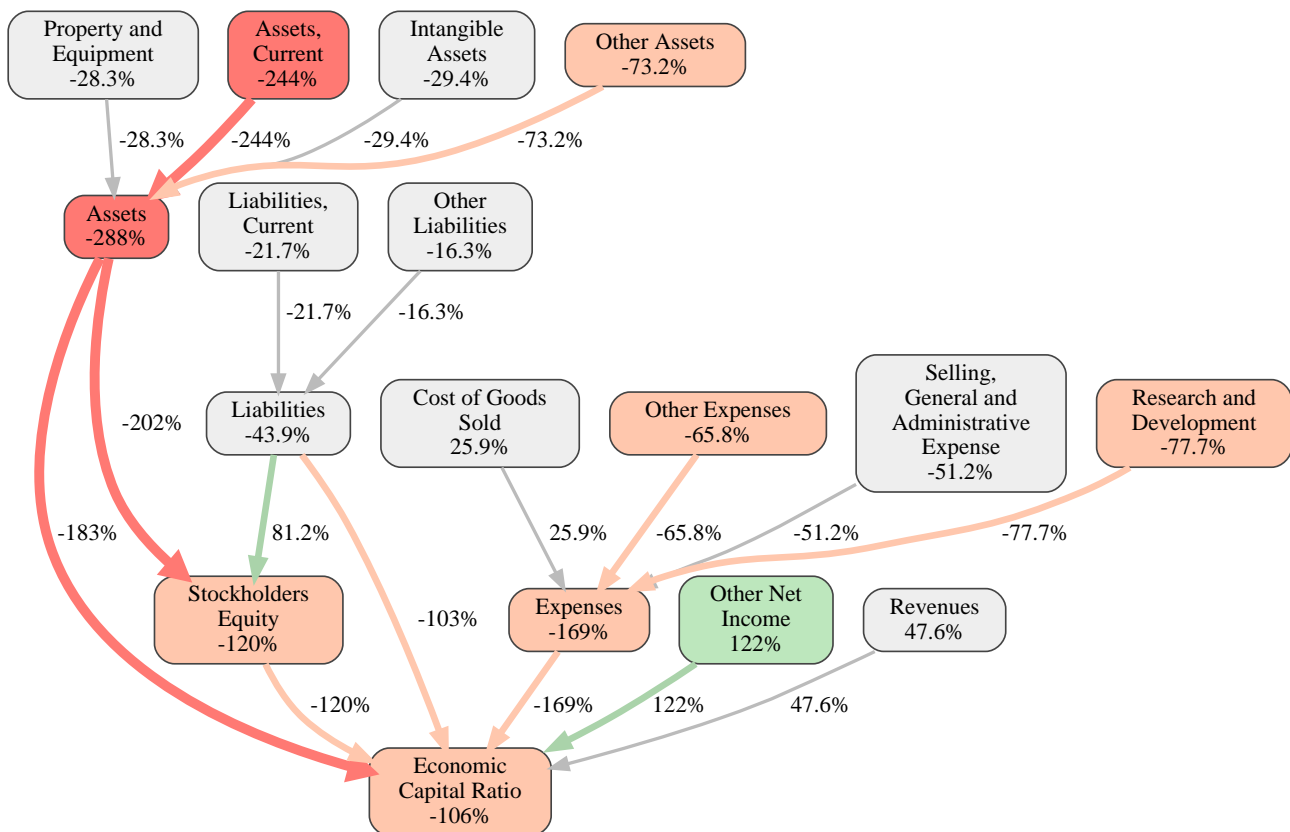 Property and
Equipment
-28.3%
Assets,
Current
-244%
Intangible
Assets
-29.4%
Other Assets
-73.2%
-28.3%
-244%
-29.4%
-73.2%
Assets
-288%
Liabilities,
Current
-21.7%
Other
Liabilities
-16.3%
-21.7%
-16.3%
Liabilities
-43.9%
Cost of Goods
Sold
25.9%
Other Expenses
-65.8%
Selling,
General and
Administrative
Expense
-51.2%
Research and
Development
-77.7%
-202%
-183%
81.2%
25.9%
-65.8%
-51.2%
-77.7%
Stockholders
Equity
-120%
-103%
Expenses
-169%
Other Net
Income
122%
Revenues
47.6%
-120%
-169%
122%
47.6%
Economic
Capital Ratio
-106%